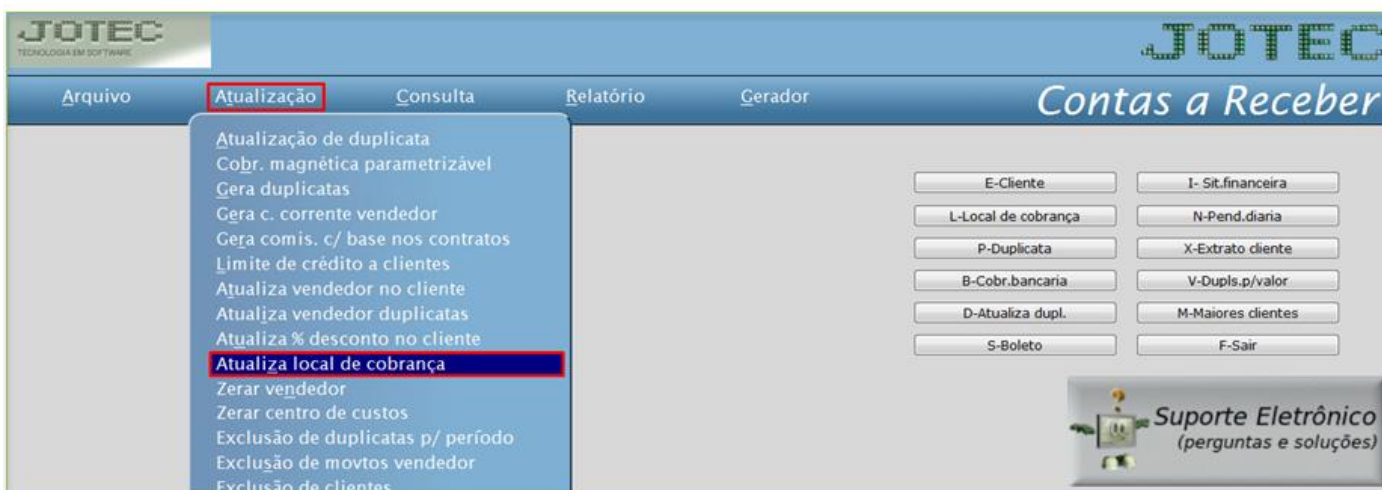 JOTEC
TECNOLOGIA EM SOFTWARE
JOTEC
Arquivo Atualização Consulta Relatório Gerador Contas a Receber
Atualização de duplicata
Cobr. magnética parametrizável
Gera duplicatas
Gera c. corrente vendedor
Gera comis. c/ base nos contratos
Limite de crédito a clientes
Atualiza vendedor no cliente
Atualiza vendedor duplicatas
Atualiza % desconto no cliente
Atualiza local de cobrança
Zerar vendedor
Zerar centro de custos
Exclusão de duplicatas p/ período
Exclusão de movtos vendedor
Exclusão de clientes
E-Cliente I- Sit.financeira
L-Local de cobrança N-Pend.diaria
P-Duplicata X-Extrato cliente
B-Cobr.bancaria V-Dupls.p/valor
D-Atualiza dupl. M-Maiores clientes
S-Boleto F-Sair
Suporte Eletrônico
(perguntas e soluções)